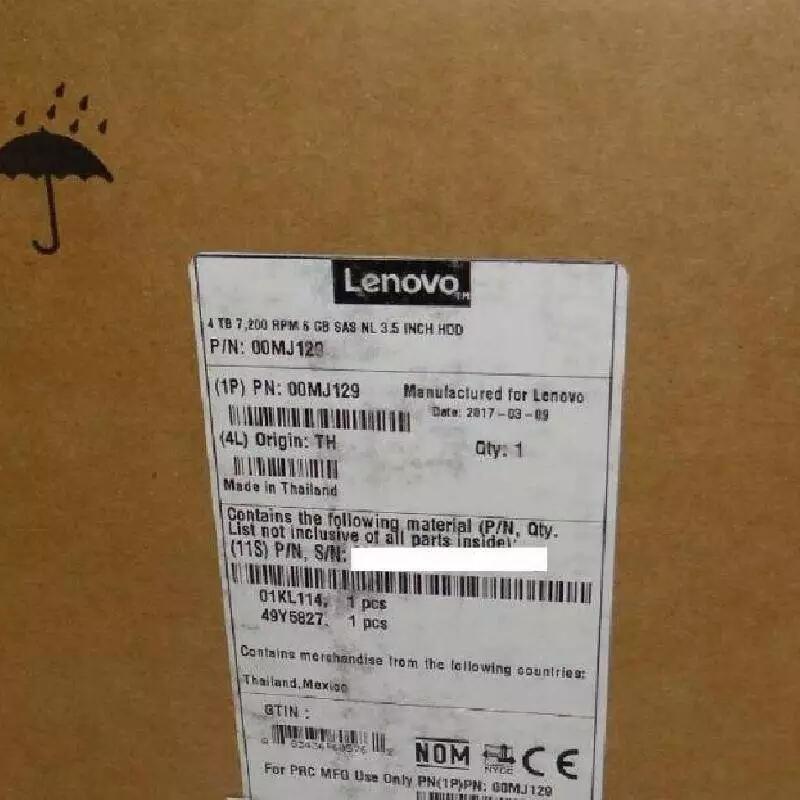 Lenovo™
4 TB 7,200 RPM 6 GB SAS NL 3.5 INCH HDD
P/N: 00MJ129
(1P) PN: 00MJ129
Manufactured for Lenovo
Date: 2017-03-09
(4L) Origin: TH
Qty: 1
Made in Thailand
Contains the following material (P/N, Qty.
List not inclusive of all parts inside):
(11S) P/N, S/N:
01KL114, 1 pcs
49Y5827. 1 pcs
Contains merchandise from the following countries:
Thailand,Mexico
GTIN :
NOM NYCE CE
For PRC MFG Use Only PN(1P)PN: 00MJ129